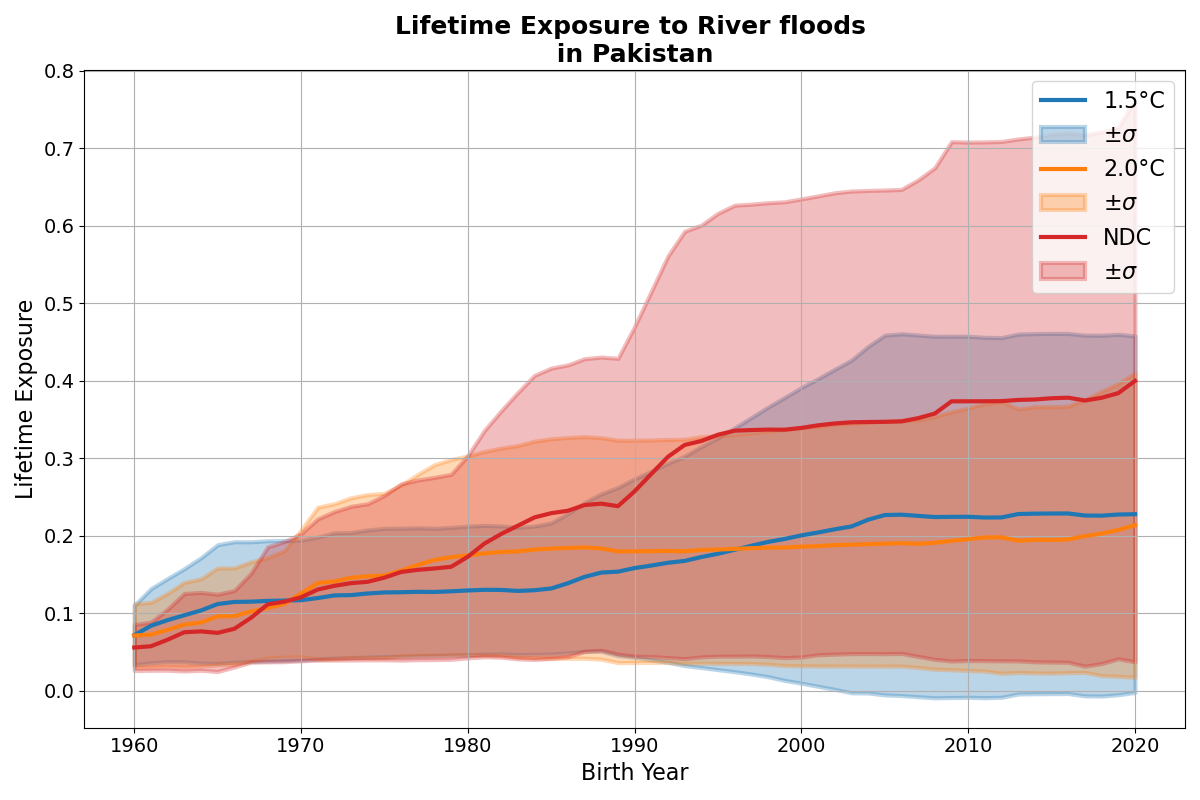 Lifetime Exposure to River floods
in Pakistan
Lifetime Exposure
0.8
0.7
0.6
0.5
0.4
0.3
0.2
0.1
0.0
1960
1970
1980
1990
2000
2010
2020
Birth Year
1.5°C
±σ
2.0°C
±σ
NDC
±σ